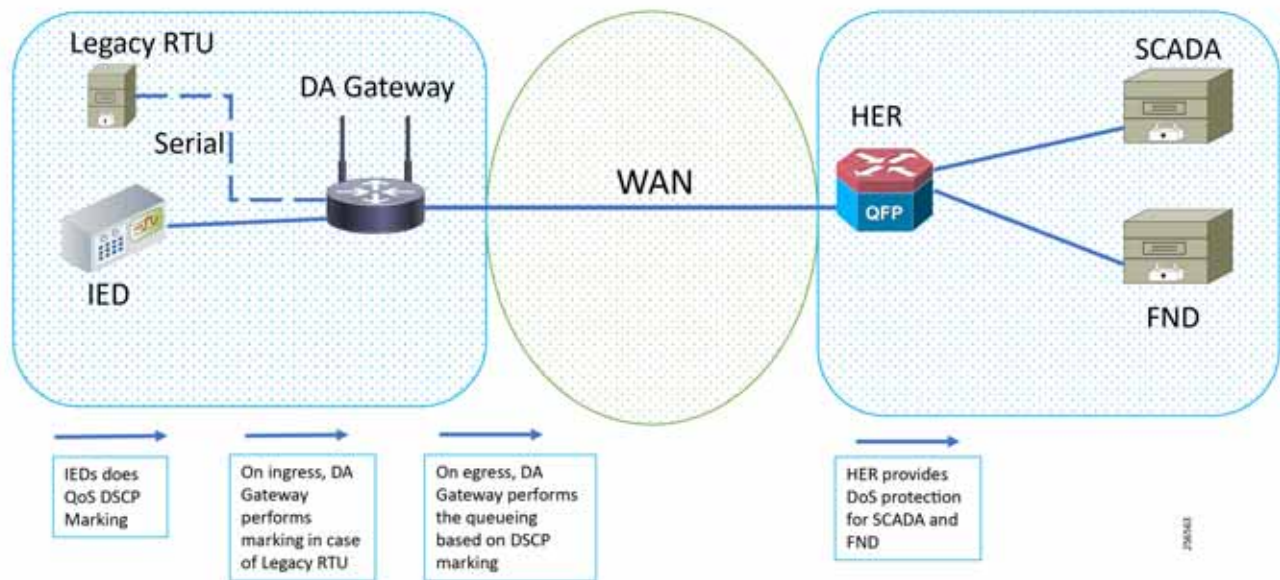 Legacy RTU
DA Gateway
Serial
IED
WAN
HER
QFP
SCADA
FND
IEDs does
QoS DSCP
Marking
On ingress, DA
Gateway
performs
marking in case
of Legacy RTU
On egress, DA
Gateway performs
the queueing
based on DSCP
marking
HER provides
DoS protection
for SCADA and
FND
256563